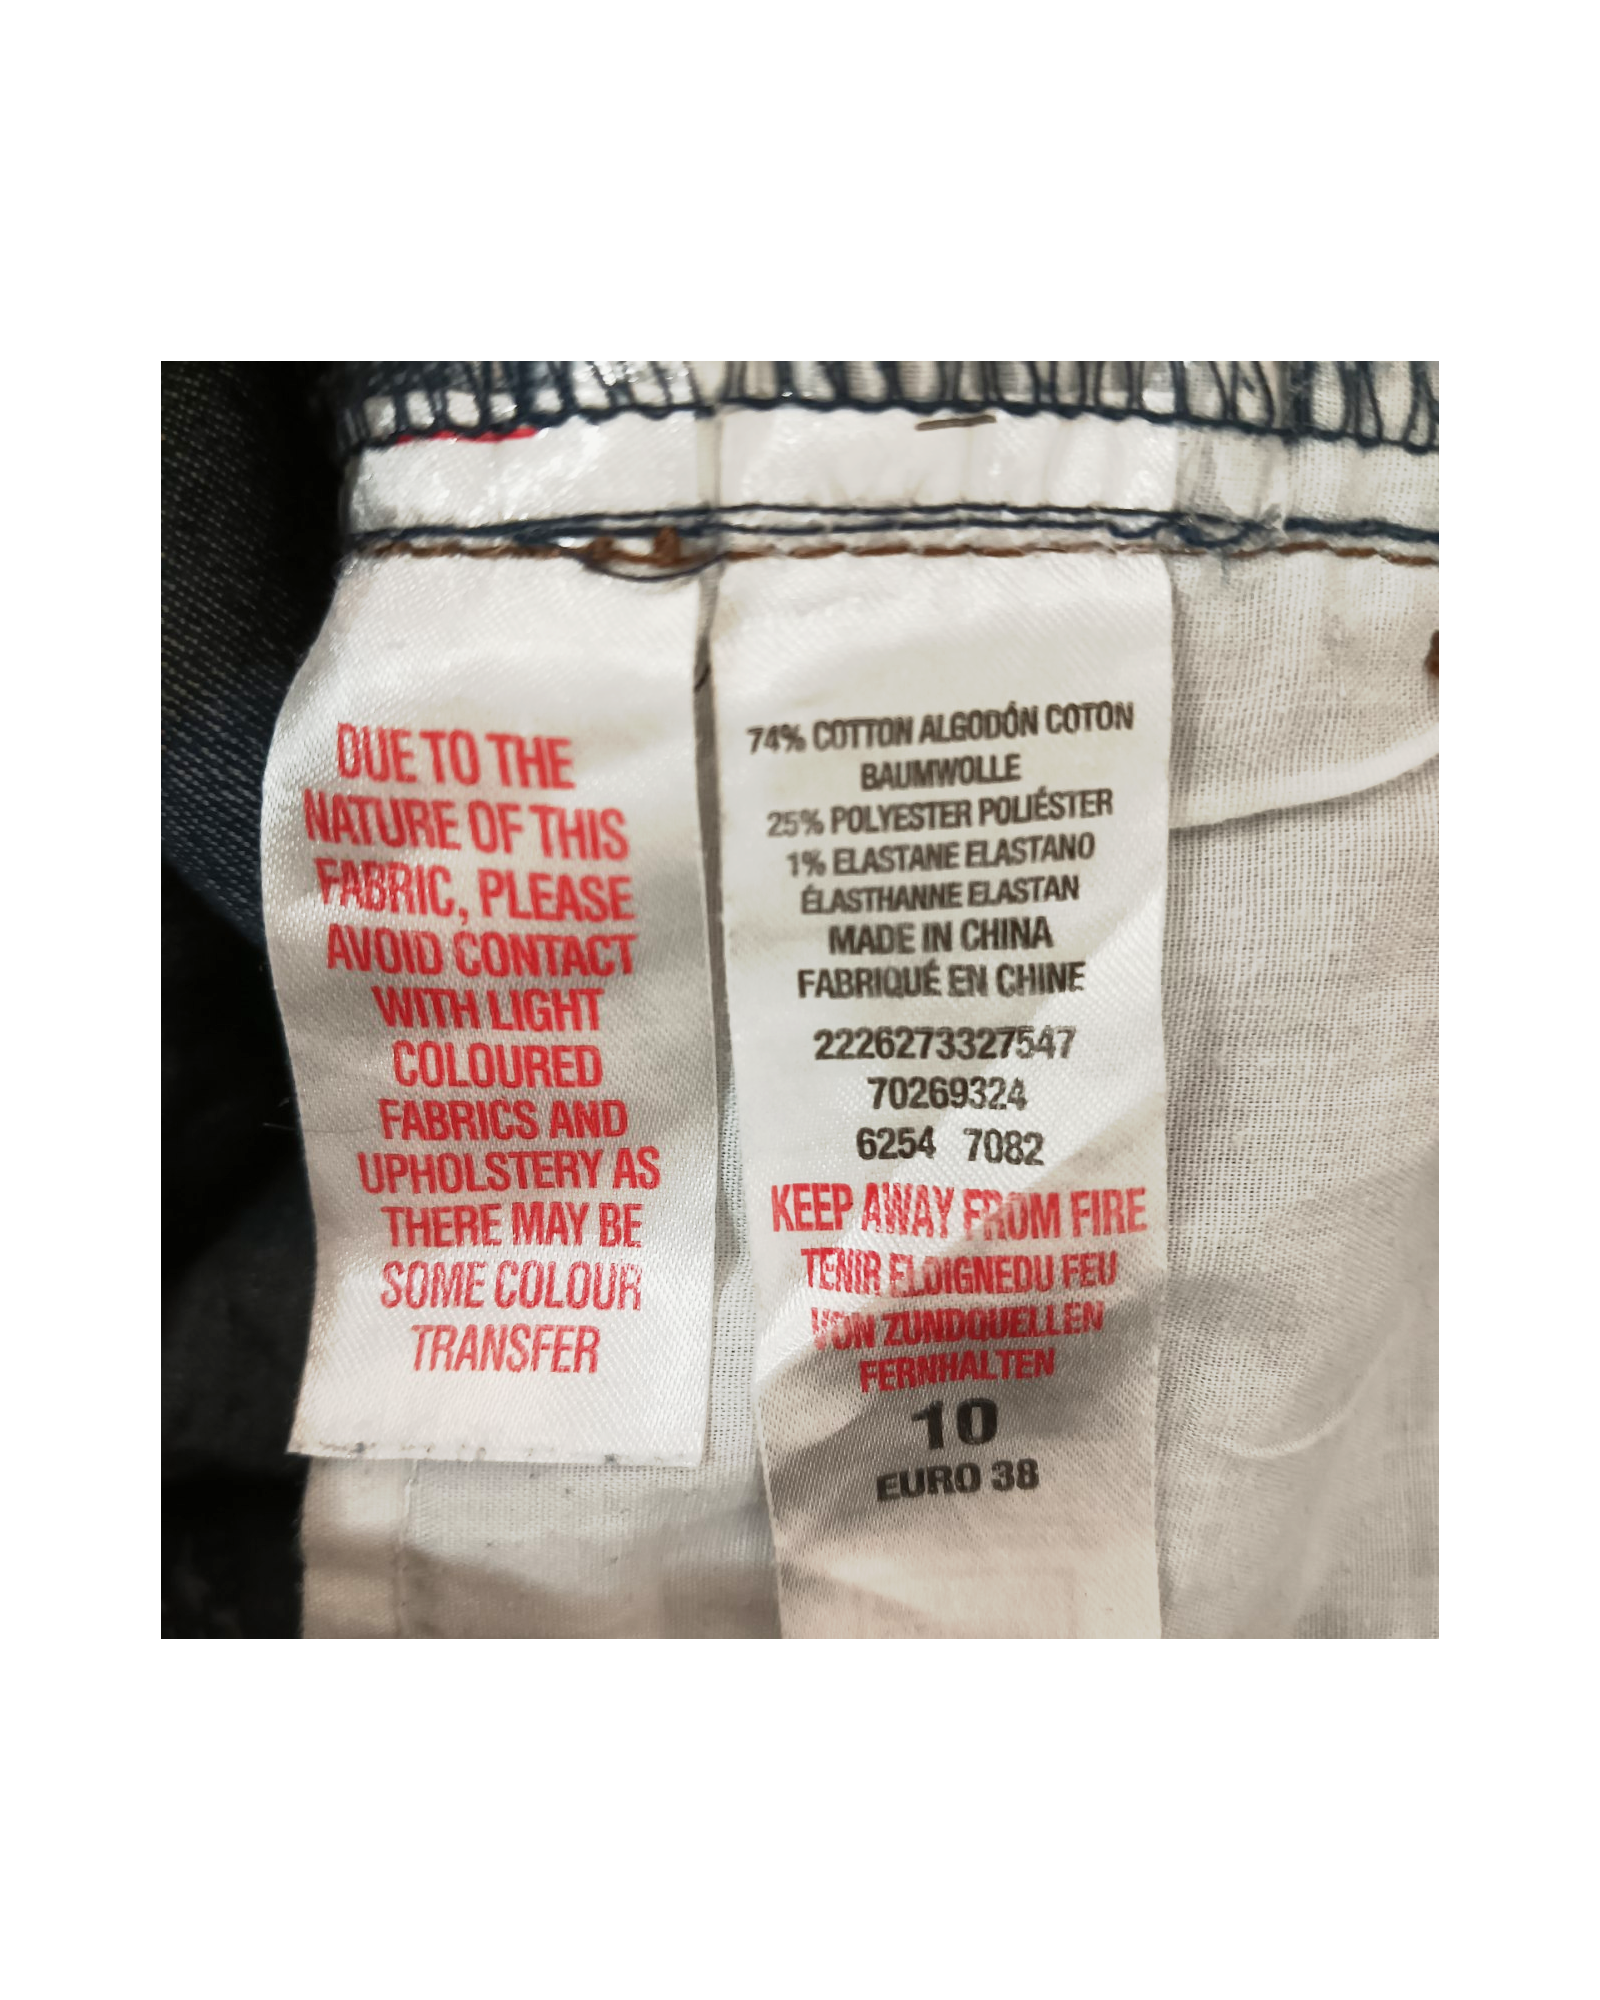 DUE TO THE
NATURE OF THIS
FABRIC, PLEASE
AVOID CONTACT
WITH LIGHT
COLOURED
FABRICS AND
UPHOLSTERY AS
THERE MAY BE
SOME COLOUR
TRANSFER
74% COTTON ALGODÓN COTON
BAUMWOLLE
25% POLYESTER POLIÉSTER
1% ELASTANE ELASTANO
ÉLASTHANNE ELASTAN
MADE IN CHINA
FABRIQUÉ EN CHINE
2226273327547
70269324
6254 7082
KEEP AWAY FROM FIRE
TENIR ELOIGNEDU FEU
VON ZUNDQUELLEN
FERNHALTEN
10
EURO 38